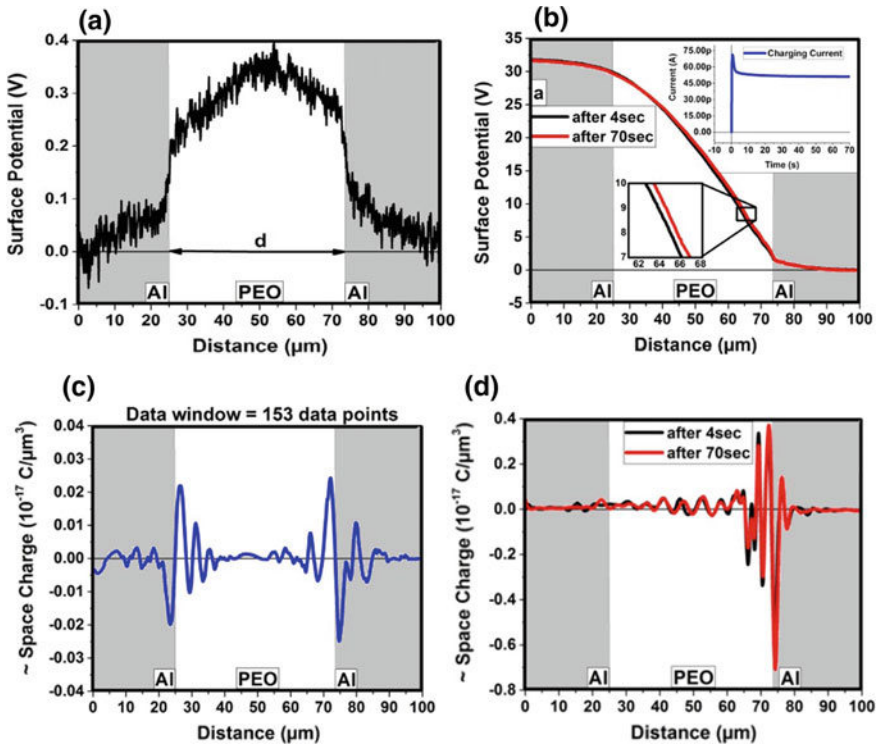 (a)
Surface Potential (V)
0.4
0.3
0.2
0.1
0.0
-0.1
d
Al
PEO
Al
0 10 20 30 40 50 60 70 80 90 100
Distance (μm)
(b)
Surface Potential (V)
35
30
25
20
15
10
5
0
-5
a
after 4sec
after 70sec
Current (A)
75.00p
60.00p
45.00p
30.00p
15.00p
0.00
Charging Current
-10 0 10 20 30 40 50 60 70
Time (s)
10
9
8
7
62 64 66 68
Al
PEO
Al
0 10 20 30 40 50 60 70 80 90 100
Distance (μm)
(c)
Data window = 153 data points
~ Space Charge (10⁻¹⁷ C/μm³)
0.04
0.03
0.02
0.01
0.00
-0.01
-0.02
-0.03
-0.04
Al
PEO
Al
0 10 20 30 40 50 60 70 80 90 100
Distance (μm)
(d)
~ Space Charge (10⁻¹⁷ C/μm³)
0.4
0.2
0.0
-0.2
-0.4
-0.6
-0.8
after 4sec
after 70sec
Al
PEO
Al
0 10 20 30 40 50 60 70 80 90 100
Distance (μm)